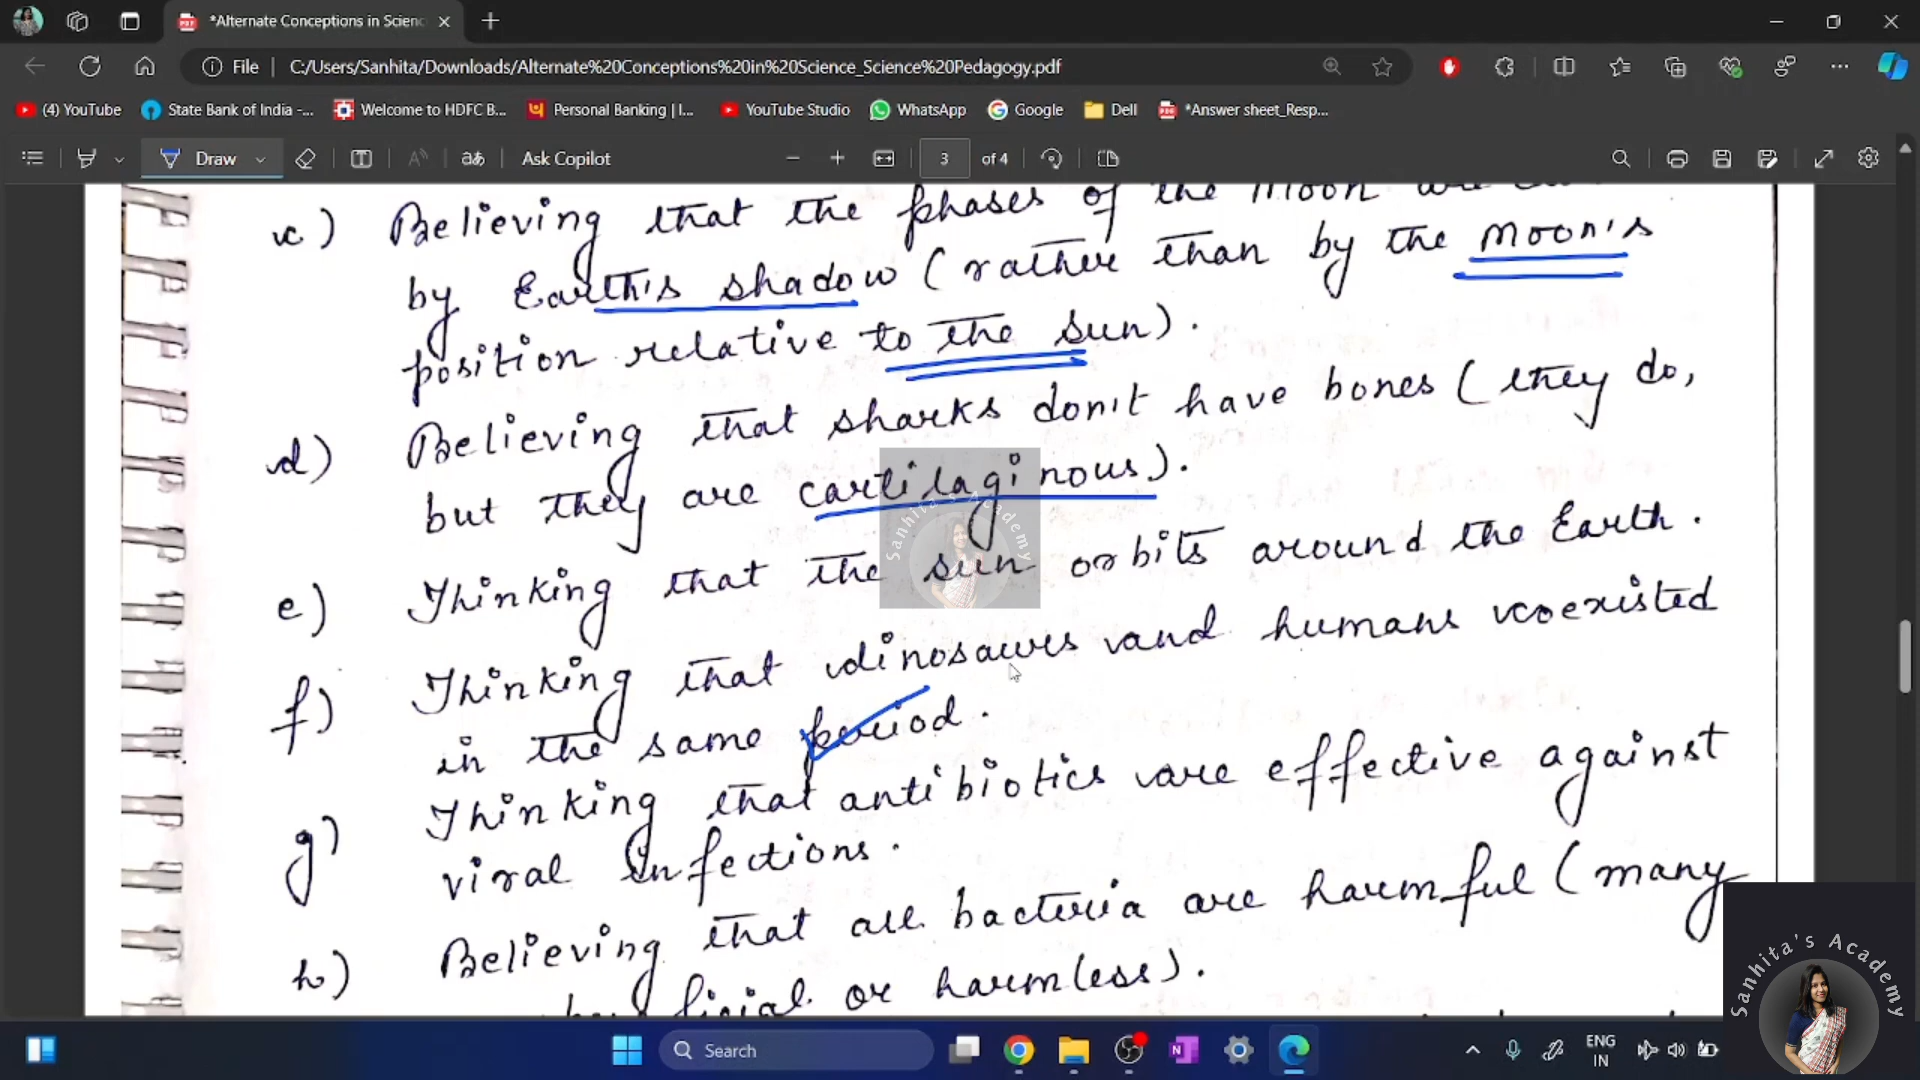 *Alternate Conceptions in Scienc
File
C:/Users/Sanhita/Downloads/Alternate%20Conceptions%20in%20Science_Science%20Pedagogy.pdf
(4) YouTube
State Bank of India -...
Welcome to HDFC B...
Personal Banking | I...
YouTube Studio
WhatsApp
Google
Dell
*Answer sheet_Resp...
Draw
Ask Copilot
3 of 4
c) Believing that the phases of the Moon are
by Earth's shadow (rather than by the Moon's
position relative to the sun).
d) Believing that sharks don't have bones (they do,
but they are cartilaginous).
e) Thinking that the sun orbits around the Earth.
f) Thinking that dinosaurs and humans coexisted
in the same period.
g) Thinking that antibiotics are effective against
viral infections.
h) Believing that all bacteria are harmful (many
or harmless).
Sanhita's Academy
Sanhita's Academy
Search
ENG
IN